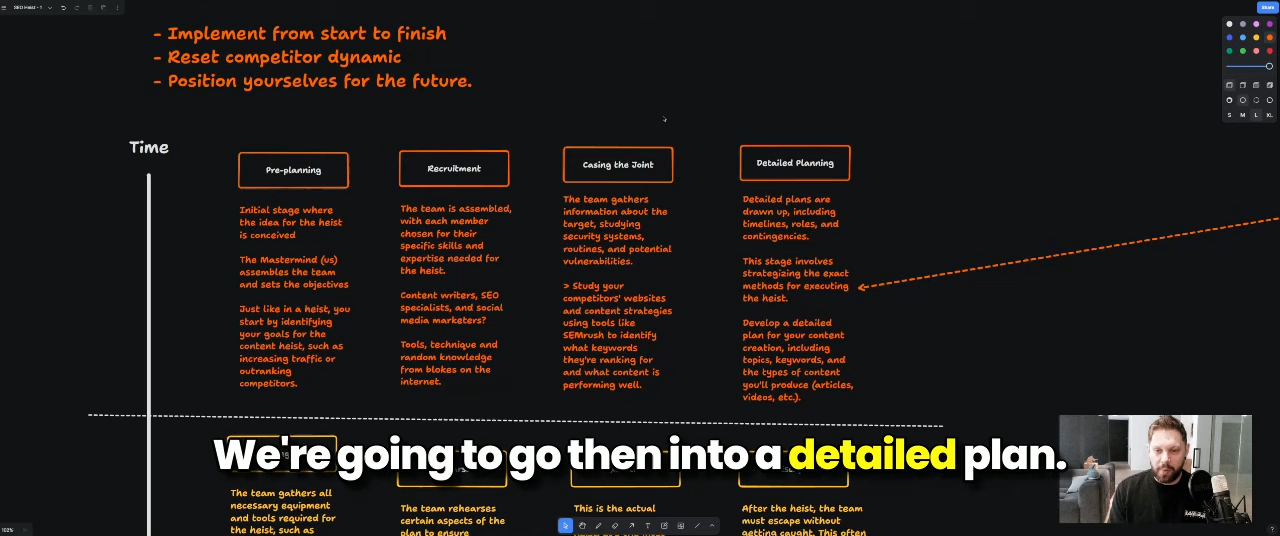 SEO Heist - 1
Share
- Implement from start to finish
- Reset competitor dynamic
- Position yourselves for the future.
Time
Pre-planning
Initial stage where
the idea for the heist
is conceived
The Mastermind (us)
assembles the team
and sets the objectives
Just like in a heist, you
start by identifying
your goals for the
content heist, such as
increasing traffic or
outranking
competitors.
Recruitment
The team is assembled,
with each member
chosen for their
specific skills and
expertise needed for
the heist.
Content writers, SEO
specialists, and social
media marketers?
Tools, technique and
random knowledge
from blokes on the
internet.
Casing the Joint
The team gathers
information about the
target, studying
security systems,
routines, and potential
vulnerabilities.
> Study your
competitors' websites
and content strategies
using tools like
SEMrush to identify
what keywords
they're ranking for
and what content is
performing well.
Detailed Planning
Detailed plans are
drawn up, including
timelines, roles, and
contingencies.
This stage involves
strategizing the exact
methods for executing
the heist.
Develop a detailed
plan for your content
creation, including
topics, keywords, and
the types of content
you'll produce (articles,
videos, etc.).
S M L XL
We're going to go then into a detailed plan.
The team gathers all
necessary equipment
and tools required for
the heist, such as
The team rehearses
certain aspects of the
plan to ensure
This is the actual
After the heist, the team
must escape without
getting caught. This often
102%